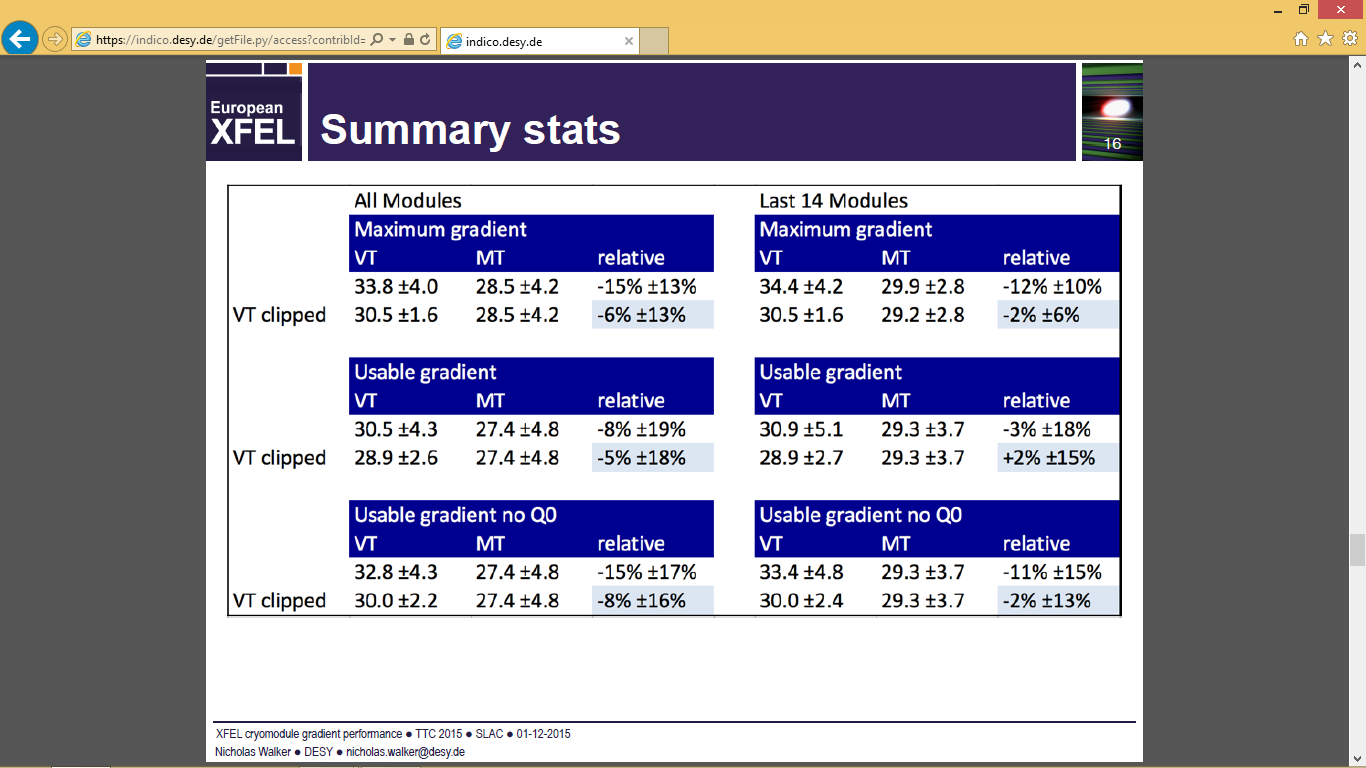 https://indico.desy.de/getFile.py/access?contribId=
indico.desy.de
European
XFEL
Summary stats
16
All Modules Last 14 Modules
Maximum gradient Maximum gradient
VT MT relative VT MT relative
33.8 ±4.0 28.5 ±4.2 -15% ±13% 34.4 ±4.2 29.9 ±2.8 -12% ±10%
VT clipped 30.5 ±1.6 28.5 ±4.2 -6% ±13% 30.5 ±1.6 29.2 ±2.8 -2% ±6%
Usable gradient Usable gradient
VT MT relative VT MT relative
30.5 ±4.3 27.4 ±4.8 -8% ±19% 30.9 ±5.1 29.3 ±3.7 -3% ±18%
VT clipped 28.9 ±2.6 27.4 ±4.8 -5% ±18% 28.9 ±2.7 29.3 ±3.7 +2% ±15%
Usable gradient no Q0 Usable gradient no Q0
VT MT relative VT MT relative
32.8 ±4.3 27.4 ±4.8 -15% ±17% 33.4 ±4.8 29.3 ±3.7 -11% ±15%
VT clipped 30.0 ±2.2 27.4 ±4.8 -8% ±16% 30.0 ±2.4 29.3 ±3.7 -2% ±13%
XFEL cryomodule gradient performance ● TTC 2015 ● SLAC ● 01-12-2015
Nicholas Walker ● DESY ● nicholas.walker@desy.de